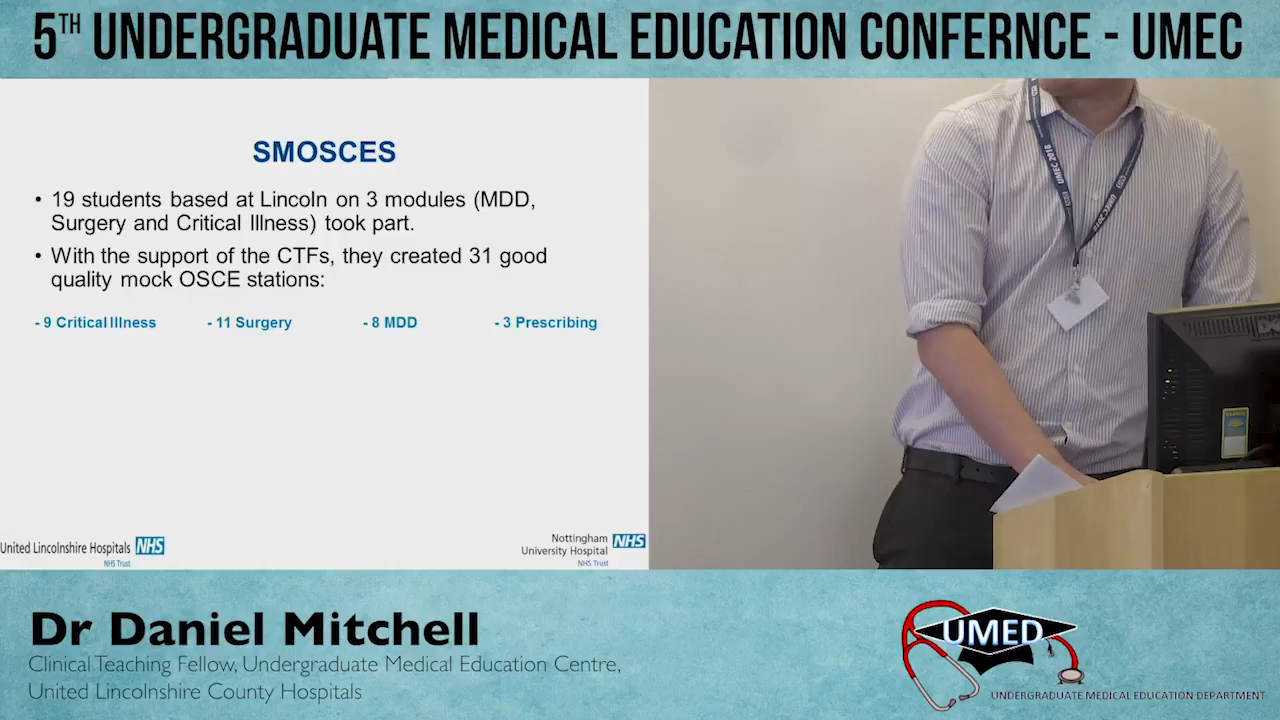 5TH UNDERGRADUATE MEDICAL EDUCATION CONFERNCE - UMEC
SMOSCES
• 19 students based at Lincoln on 3 modules (MDD,
Surgery and Critical Illness) took part.
• With the support of the CTFs, they created 31 good
quality mock OSCE stations:
- 9 Critical Illness - 11 Surgery - 8 MDD - 3 Prescribing
United Lincolnshire Hospitals NHS
NHS Trust
Nottingham
University Hospital NHS
NHS Trust
UMEC 2018
Dr Daniel Mitchell
Clinical Teaching Fellow, Undergraduate Medical Education Centre,
United Lincolnshire County Hospitals
UMED
UNDERGRADUATE MEDICAL EDUCATION DEPARTMENT